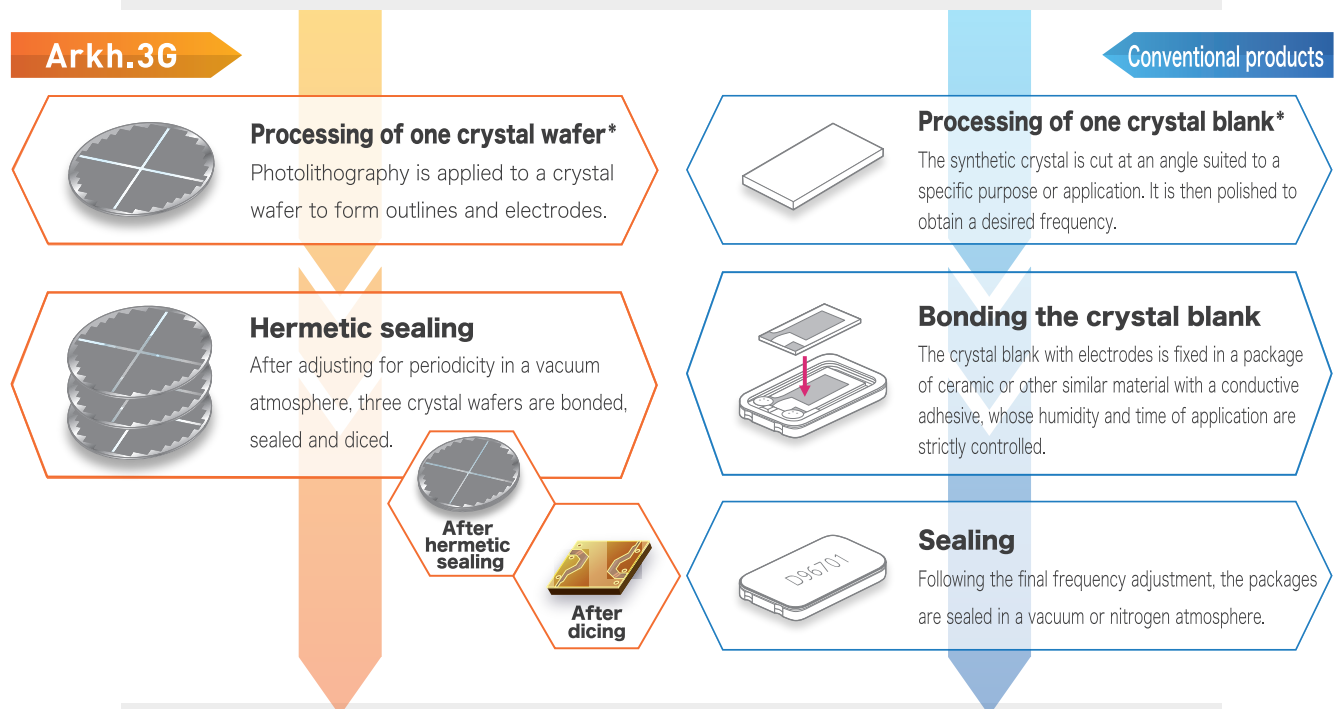 Arkh.3G
Processing of one crystal wafer*
Photolithography is applied to a crystal
wafer to form outlines and electrodes.
Hermetic sealing
After adjusting for periodicity in a vacuum
atmosphere, three crystal wafers are bonded,
sealed and diced.
After
hermetic
sealing
After
dicing
Conventional products
Processing of one crystal blank*
The synthetic crystal is cut at an angle suited to a
specific purpose or application. It is then polished to
obtain a desired frequency.
Bonding the crystal blank
The crystal blank with electrodes is fixed in a package
of ceramic or other similar material with a conductive
adhesive, whose humidity and time of application are
strictly controlled.
D96701
Sealing
Following the final frequency adjustment, the packages
are sealed in a vacuum or nitrogen atmosphere.